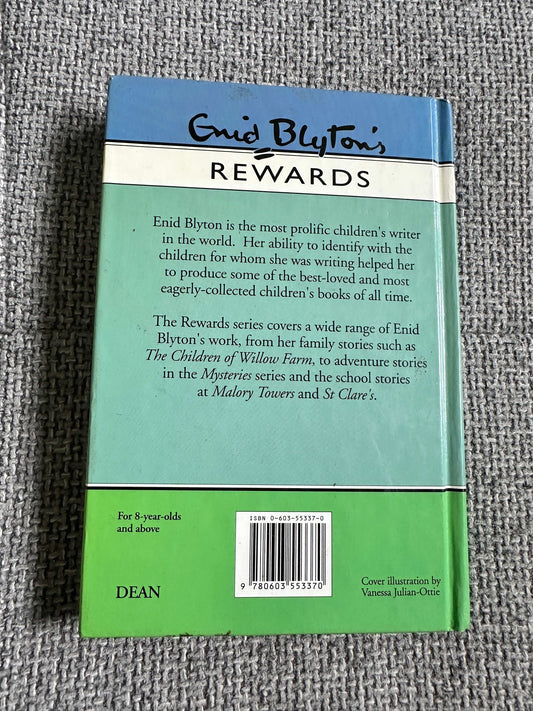 Enid Blyton's
REWARDS
Enid Blyton is the most prolific children's writer
in the world. Her ability to identify with the
children for whom she was writing helped her
to produce some of the best-loved and most
eagerly-collected children's books of all time.
The Rewards series covers a wide range of Enid
Blyton's work, from her family stories such as
The Children of Willow Farm, to adventure stories
in the Mysteries series and the school stories
at Malory Towers and St Clare's.
For 8-year-olds
and above
DEAN
ISBN 0-603-55337-0
9 780603 553370
Cover illustration by
Vanessa Julian-Ottie